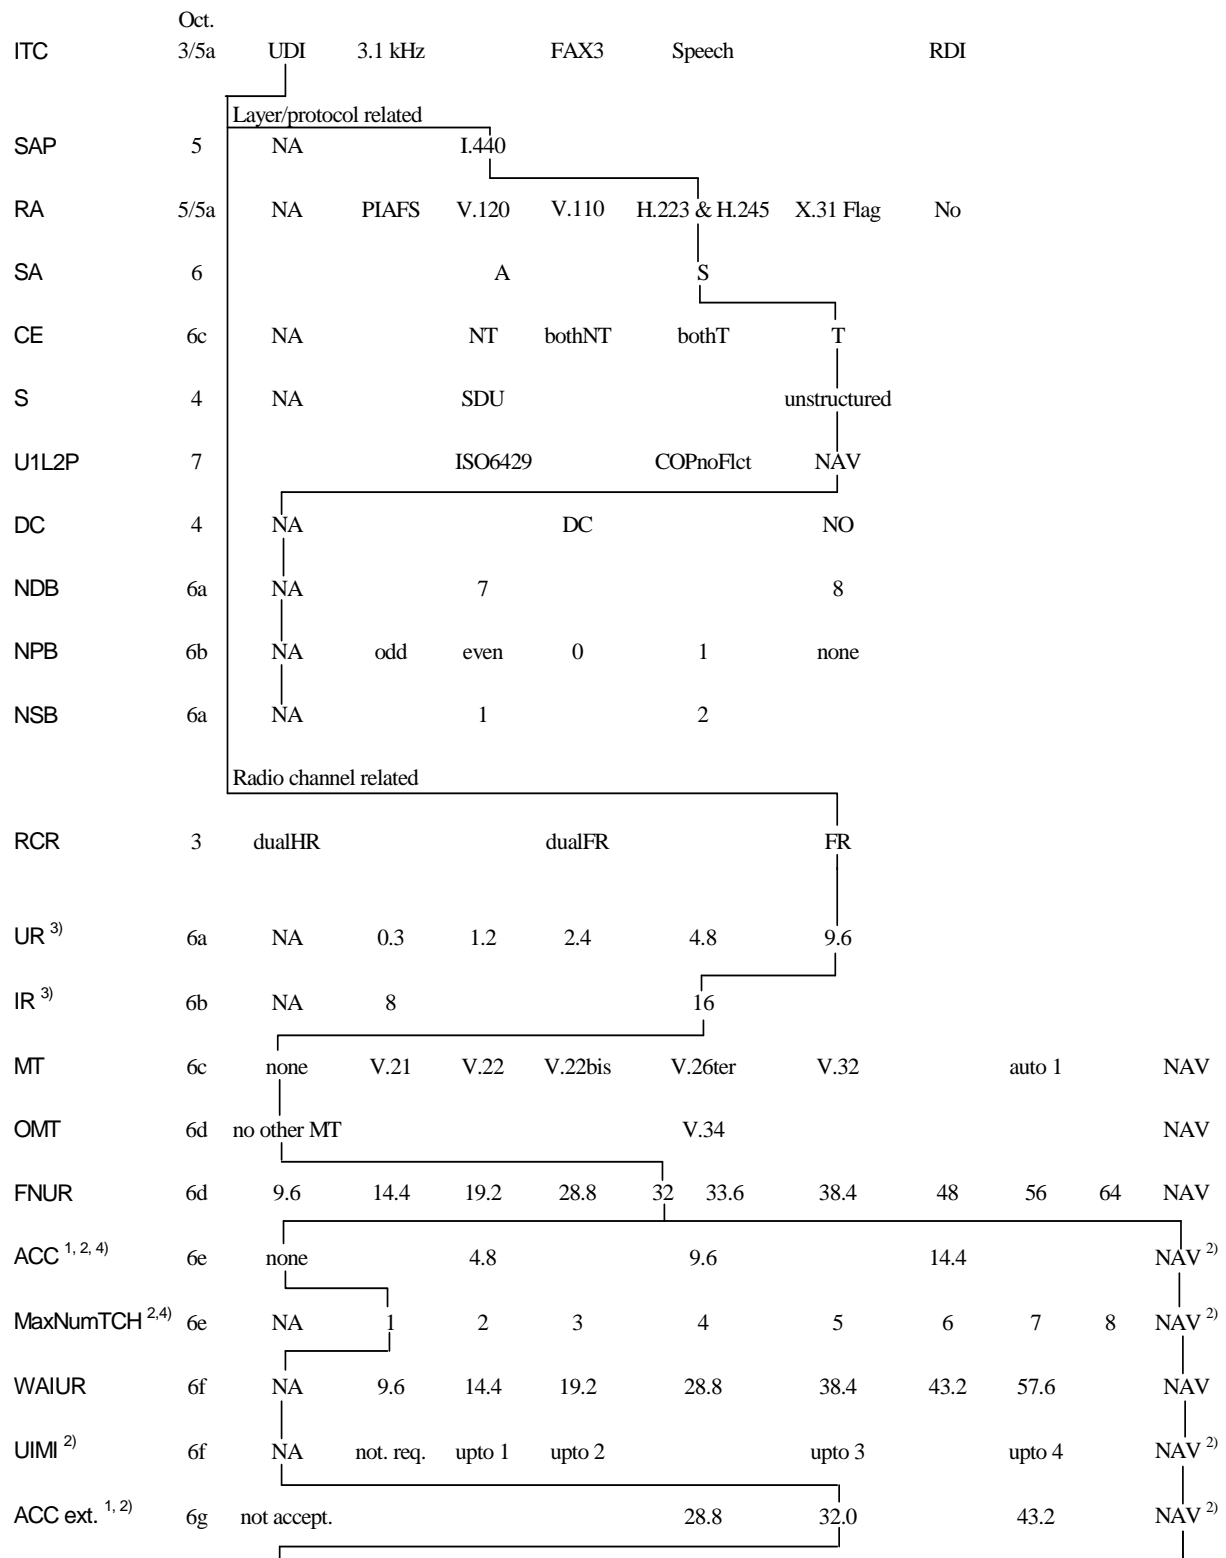 Oct.
ITC 3/5a UDI 3.1 kHz FAX3 Speech RDI
Layer/protocol related
SAP 5 NA I.440
RA 5/5a NA PIAFS V.120 V.110 H.223 & H.245 X.31 Flag No
SA 6 A S
CE 6c NA NT bothNT bothT T
S 4 NA SDU unstructured
U1L2P 7 ISO6429 COPnoFlct NAV
DC 4 NA DC NO
NDB 6a NA 7 8
NPB 6b NA odd even 0 1 none
NSB 6a NA 1 2
Radio channel related
RCR 3 dualHR dualFR FR
UR 3) 6a NA 0.3 1.2 2.4 4.8 9.6
IR 3) 6b NA 8 16
MT 6c none V.21 V.22 V.22bis V.26ter V.32 auto 1 NAV
OMT 6d no other MT V.34 NAV
FNUR 6d 9.6 14.4 19.2 28.8 32 33.6 38.4 48 56 64 NAV
ACC 1, 2, 4) 6e none 4.8 9.6 14.4 NAV 2)
MaxNumTCH 2,4) 6e NA 1 2 3 4 5 6 7 8 NAV 2)
WAIUR 6f NA 9.6 14.4 19.2 28.8 38.4 43.2 57.6 NAV
UIMI 2) 6f NA not. req. upto 1 upto 2 upto 3 upto 4 NAV 2)
ACC ext. 1, 2) 6g not accept. 28.8 32.0 43.2 NAV 2)